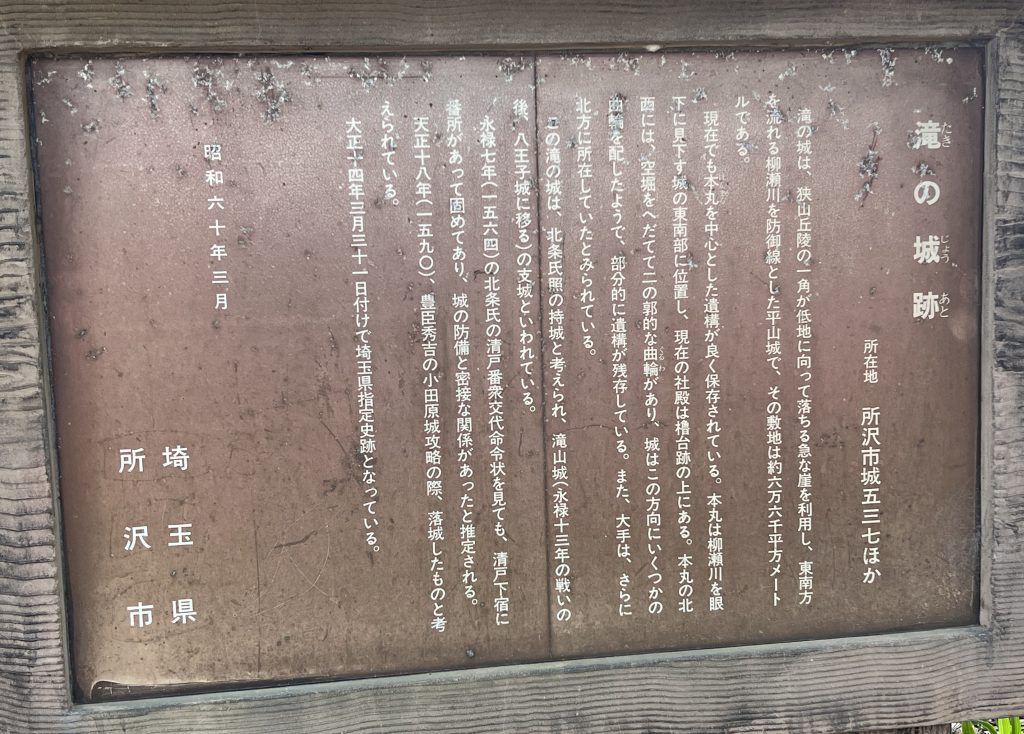 滝の城跡
たき じょう あと
所在地 所沢市城五三七ほか
滝の城は、狭山丘陵の一角が低地に向って落ちる急な崖を利用し、東南方
を流れる柳瀬川を防御線とした平山城で、その敷地は約六万六千平方メート
ルである。
現在でも本丸を中心とした遺構が良く保存されている。本丸は柳瀬川を眼
下に見下す城の東南部に位置し、現在の社殿は櫓台跡の上にある。本丸の北
西には、空堀をへだてて二の郭的な曲輪があり、城はこの方向にいくつかの
くるわ
曲輪を配したようで、部分的に遺構が残存している。また、大手は、さらに
北方に所在していたとみられている。
この滝の城は、北条氏照の持城と考えられ、滝山城(永禄十三年の戦いの
後、八王子城に移る)の支城といわれている。
永禄七年(一五六四)の北条氏の清戸番衆交代命令状を見ても、清戸下宿に
番所があって固めてあり、城の防備と密接な関係があったと推定される。
天正十八年(一五九〇)、豊臣秀吉の小田原城攻略の際、落城したものと考
えられている。
大正十四年三月三十一日付けで埼玉県指定史跡となっている。
昭和六十年三月
埼玉県
所沢市